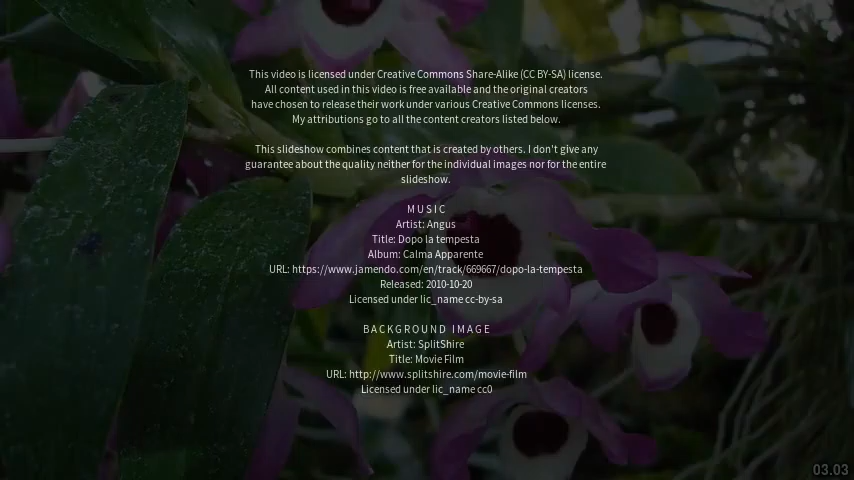 This video is licensed under Creative Commons Share-Alike (CC BY-SA) license.
All content used in this video is free available and the original creators
have chosen to release their work under various Creative Commons licenses.
My attributions go to all the content creators listed below.
This slideshow combines content that is created by others. I don't give any
guarantee about the quality neither for the individual images nor for the entire
slideshow.
MUSIC
Artist: Angus
Title: Dopo la tempesta
Album: Calma Apparente
URL: https://www.jamendo.com/en/track/669667/dopo-la-tempesta
Released: 2010-10-20
Licensed under lic_name cc-by-sa
BACKGROUND IMAGE
Artist: SplitShire
Title: Movie Film
URL: http://www.splitshire.com/movie-film
Licensed under lic_name cc0
03.03